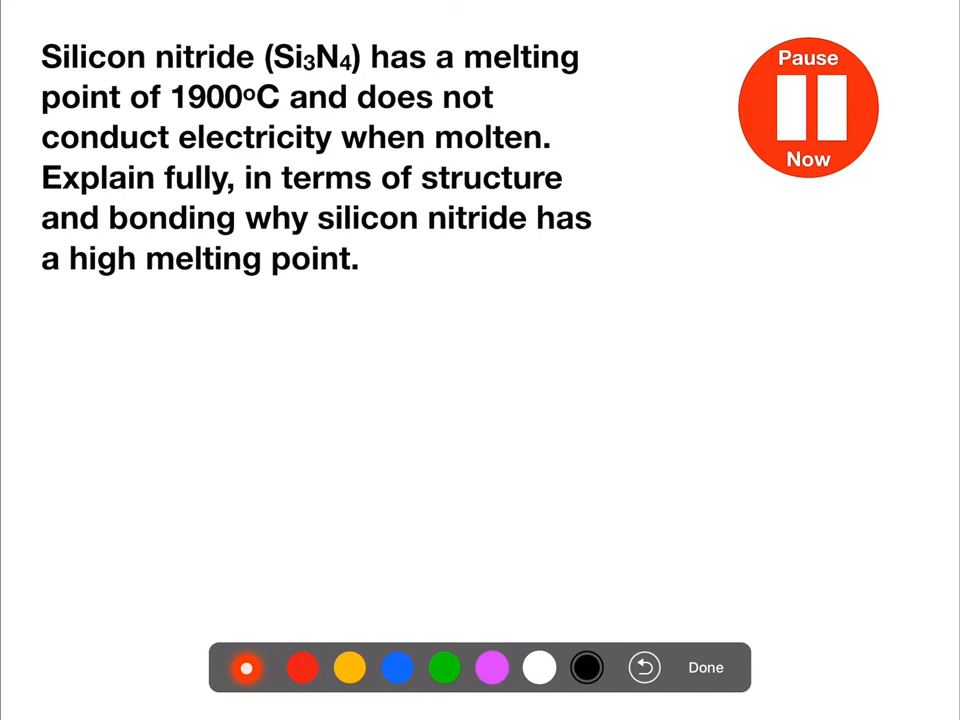 Silicon nitride (Si₃N₄) has a melting
point of 1900ºC and does not
conduct electricity when molten.
Explain fully, in terms of structure
and bonding why silicon nitride has
a high melting point.
Pause
Now
Done